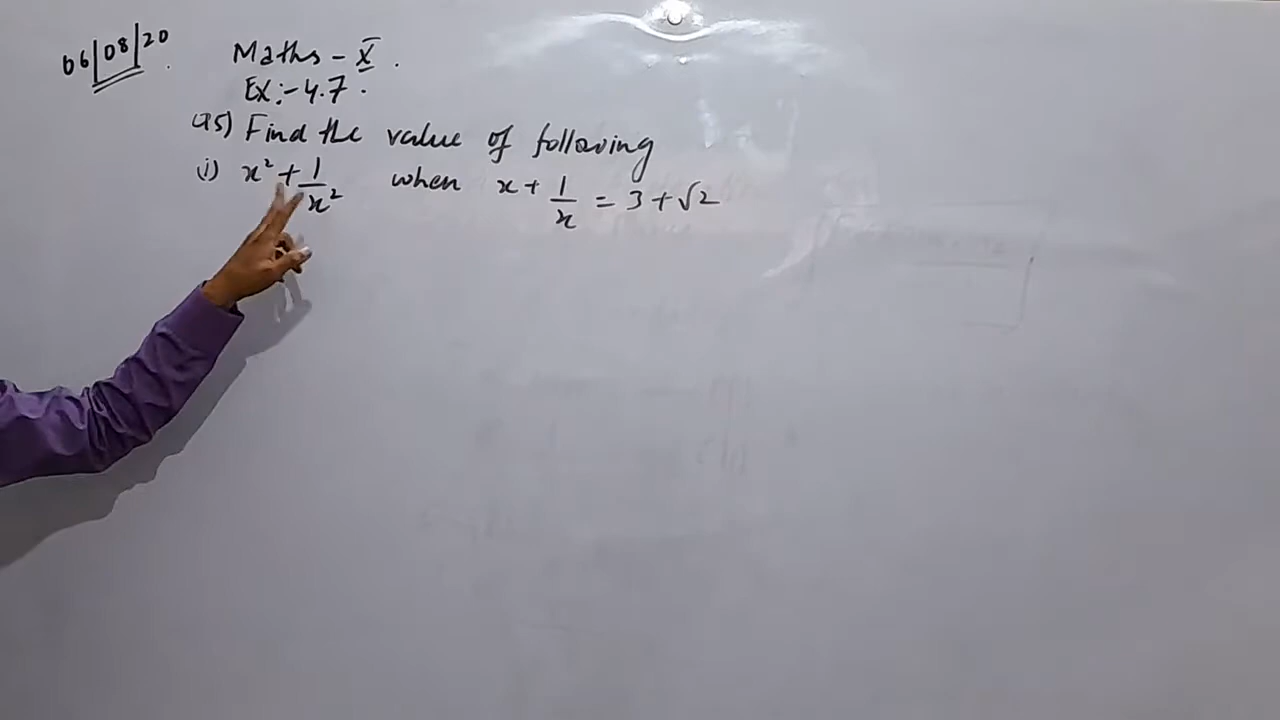 06/08/20
Maths - X.
Ex:- 4.7.
Q5) Find the value of following
(i) x² + 1/x² when x + 1/x = 3 + √2